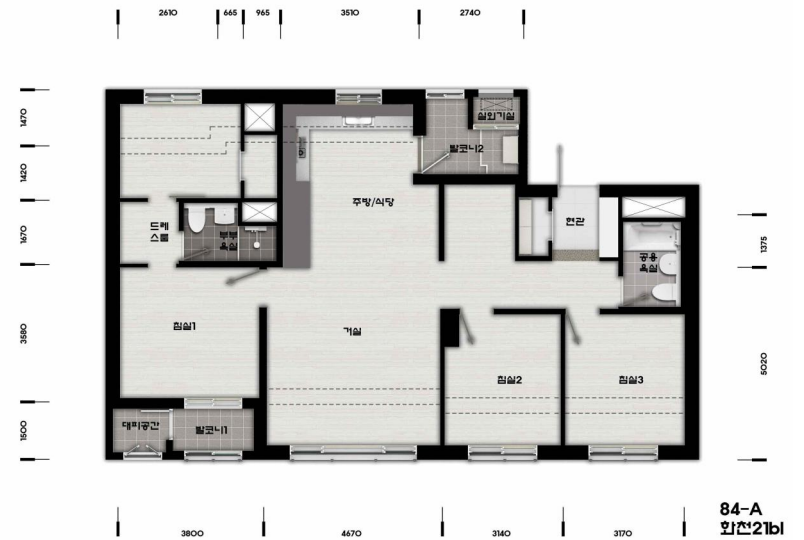 2610 665 965 3510 2740
1470
1420
1670
3580
1500
실외기실
발코니2
주방/식당
현관
드레
스룸
부부
욕실
공용
욕실
침실1
거실
침실2
침실3
대피공간
발코니1
1375
5020
3800 4670 3140 3170
84-A
화천21bl